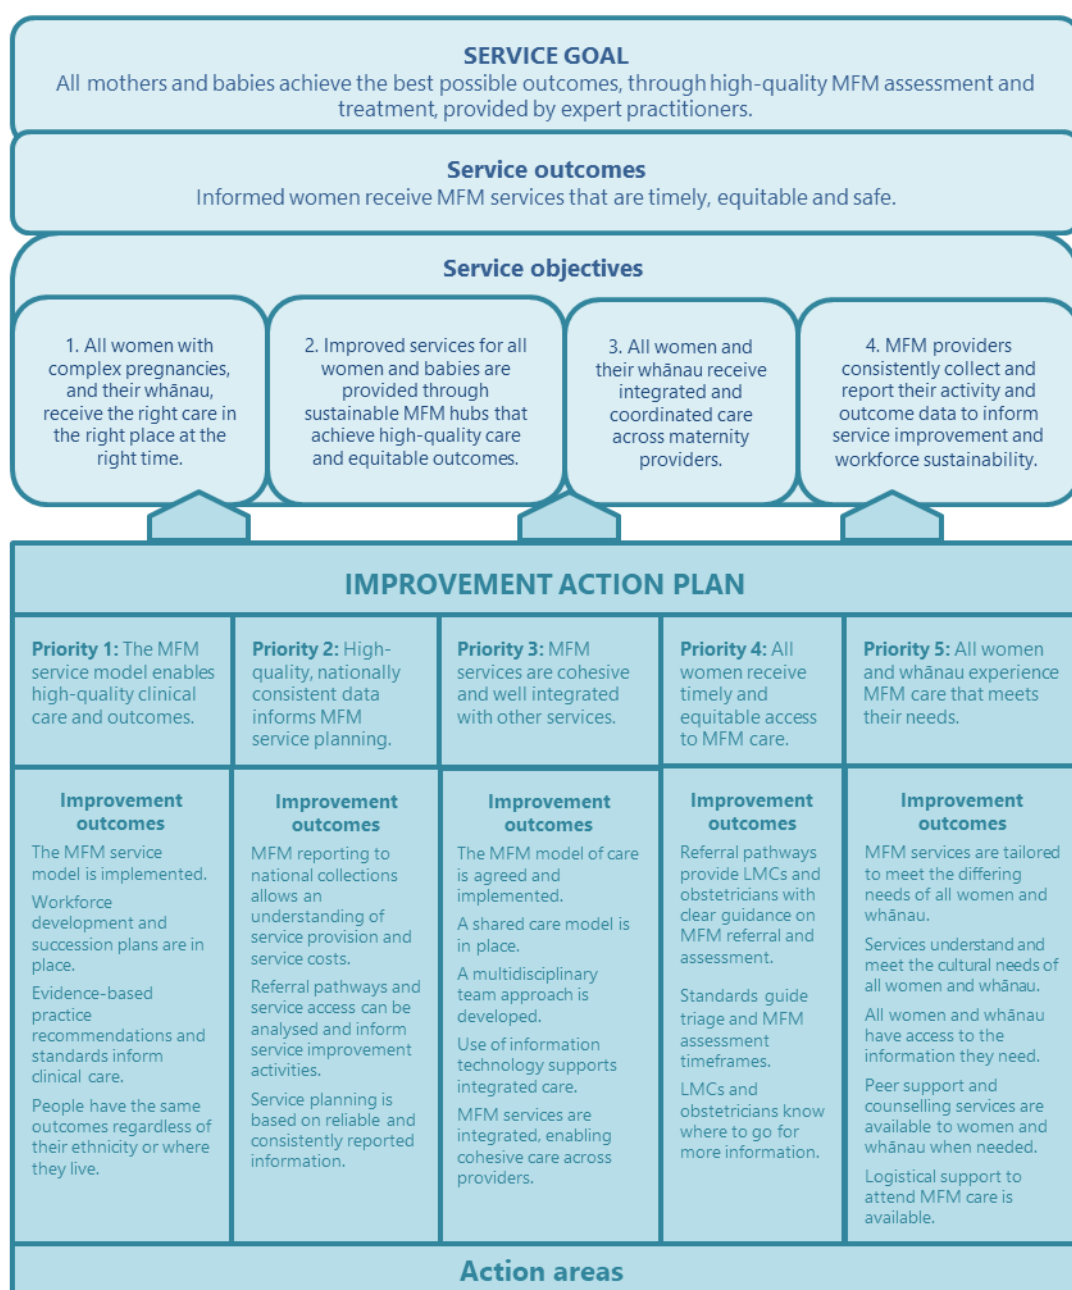 SERVICE GOAL
All mothers and babies achieve the best possible outcomes, through high-quality MFM assessment and
treatment, provided by expert practitioners.
Service outcomes
Informed women receive MFM services that are timely, equitable and safe.
Service objectives
1. All women with
complex pregnancies,
and their whānau,
receive the right care in
the right place at the
right time.
2. Improved services for all
women and babies are
provided through
sustainable MFM hubs that
achieve high-quality care
and equitable outcomes.
3. All women and
their whānau receive
integrated and
coordinated care
across maternity
providers.
4. MFM providers
consistently collect and
report their activity and
outcome data to inform
service improvement and
workforce sustainability.
IMPROVEMENT ACTION PLAN
Priority 1: The MFM
service model enables
high-quality clinical
care and outcomes.
Priority 2: High-
quality, nationally
consistent data
informs MFM
service planning.
Priority 3: MFM
services are cohesive
and well integrated
with other services.
Priority 4: All
women receive
timely and
equitable access
to MFM care.
Priority 5: All women
and whānau experience
MFM care that meets
their needs.
Improvement
outcomes
The MFM service
model is implemented.
Workforce
development and
succession plans are in
place.
Evidence-based
practice
recommendations and
standards inform
clinical care.
People have the same
outcomes regardless of
their ethnicity or where
they live.
Improvement
outcomes
MFM reporting to
national collections
allows an
understanding of
service provision and
service costs.
Referral pathways and
service access can be
analysed and inform
service improvement
activities.
Service planning is
based on reliable and
consistently reported
information.
Improvement
outcomes
The MFM model of care
is agreed and
implemented.
A shared care model is
in place.
A multidisciplinary
team approach is
developed.
Use of information
technology supports
integrated care.
MFM services are
integrated, enabling
cohesive care across
providers.
Improvement
outcomes
Referral pathways
provide LMCs and
obstetricians with
clear guidance on
MFM referral and
assessment.
Standards guide
triage and MFM
assessment
timeframes.
LMCs and
obstetricians know
where to go for
more information.
Improvement
outcomes
MFM services are tailored
to meet the differing
needs of all women and
whānau.
Services understand and
meet the cultural needs of
all women and whānau.
All women and whānau
have access to the
information they need.
Peer support and
counselling services are
available to women and
whānau when needed.
Logistical support to
attend MFM care is
available.
Action areas